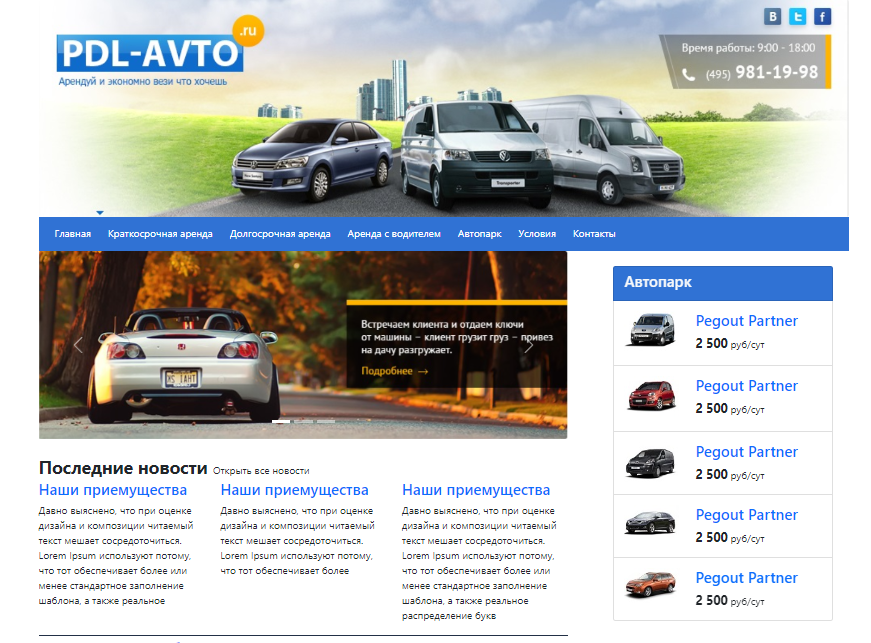 PDL-AVTO .ru
Арендуй и экономно вези что хочешь
В t f
Время работы: 9:00 - 18:00
(495) 981-19-98
Transporter
Главная Краткосрочная аренда Долгосрочная аренда Аренда с водителем Автопарк Условия Контакты
Встречаем клиента и отдаем ключи
от машины – клиент грузит груз – привез
на дачу разгружает.
Подробнее →
XS JAHT
Автопарк
Pegout Partner
2 500 руб/сут
Pegout Partner
2 500 руб/сут
Pegout Partner
2 500 руб/сут
Pegout Partner
2 500 руб/сут
Pegout Partner
2 500 руб/сут
Последние новости Открыть все новости
Наши приемущества
Давно выяснено, что при оценке
дизайна и композиции читаемый
текст мешает сосредоточиться.
Lorem Ipsum используют потому,
что тот обеспечивает более или
менее стандартное заполнение
шаблона, а также реальное
Наши приемущества
Давно выяснено, что при оценке
дизайна и композиции читаемый
текст мешает сосредоточиться.
Lorem Ipsum используют потому,
что тот обеспечивает более
Наши приемущества
Давно выяснено, что при оценке
дизайна и композиции читаемый
текст мешает сосредоточиться.
Lorem Ipsum используют потому,
что тот обеспечивает более или
менее стандартное заполнение
шаблона, а также реальное
распределение букв